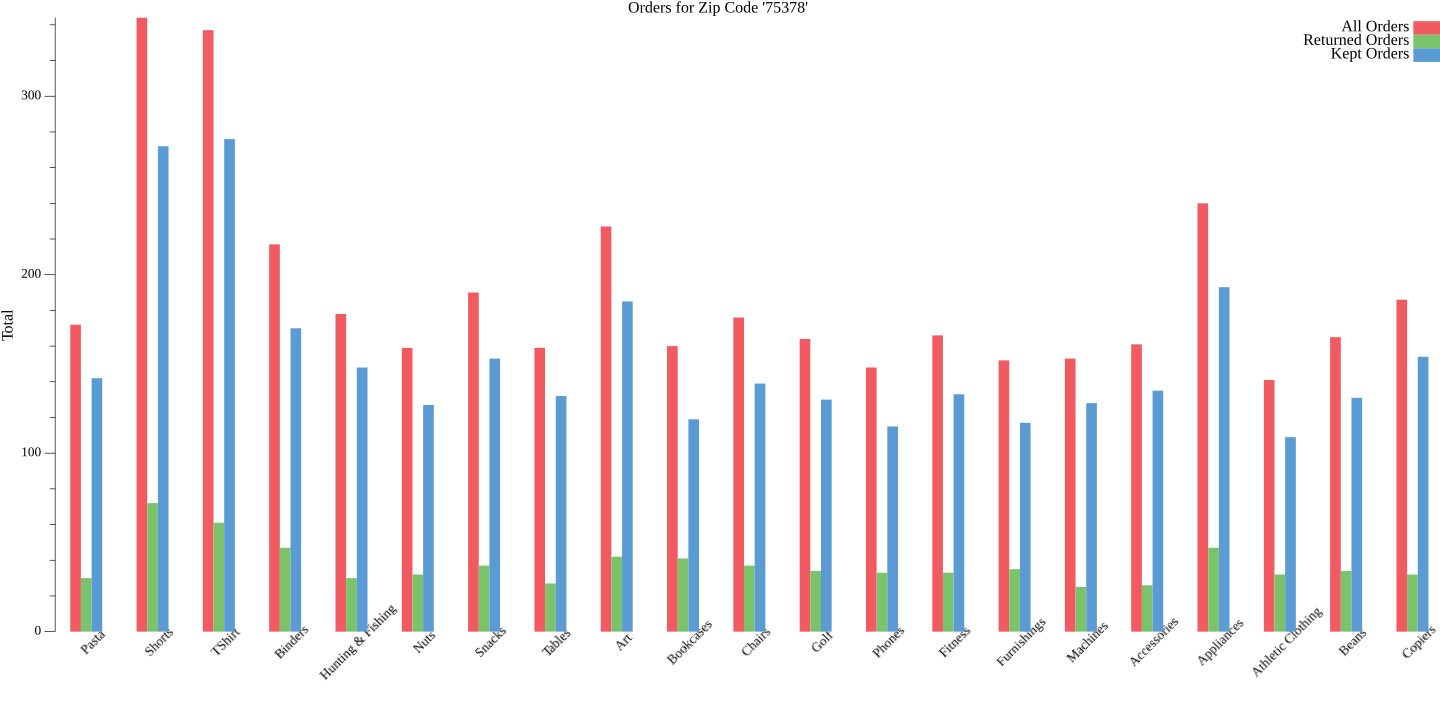 Orders for Zip Code '75378'
All Orders
Returned Orders
Kept Orders
Total
300
200
100
0
Pasta
Shorts
TShirt
Binders
Hunting & Fishing
Nuts
Snacks
Tables
Art
Bookcases
Chairs
Golf
Phones
Fitness
Furnishings
Machines
Accessories
Appliances
Athletic Clothing
Beans
Copiers